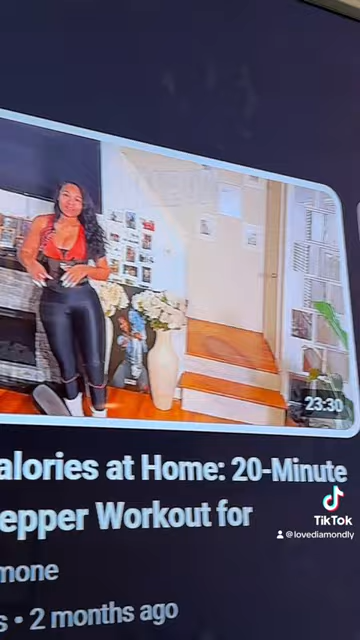 23:30
alories at Home: 20-Minute
epper Workout for
mone
s • 2 months ago
TikTok
@lovediamondly